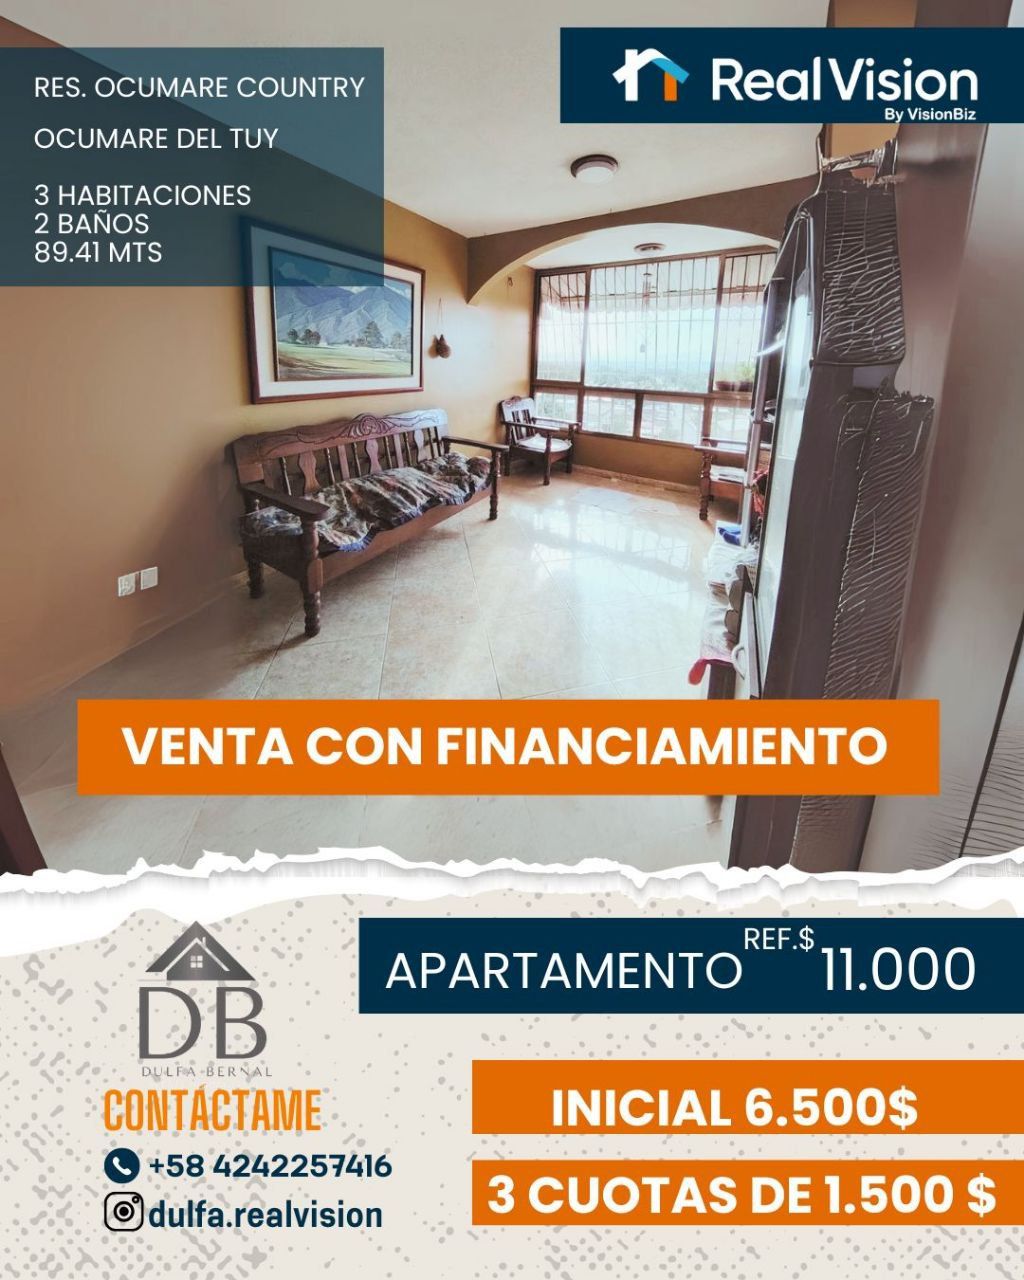 RES. OCUMARE COUNTRY
OCUMARE DEL TUY
3 HABITACIONES
2 BAÑOS
89.41 MTS
Real Vision
By VisionBiz
VENTA CON FINANCIAMIENTO
APARTAMENTO REF.$ 11.000
DB
DULFA BERNAL
CONTÁCTAME
+58 4242257416
dulfa.realvision
INICIAL 6.500$
3 CUOTAS DE 1.500 $